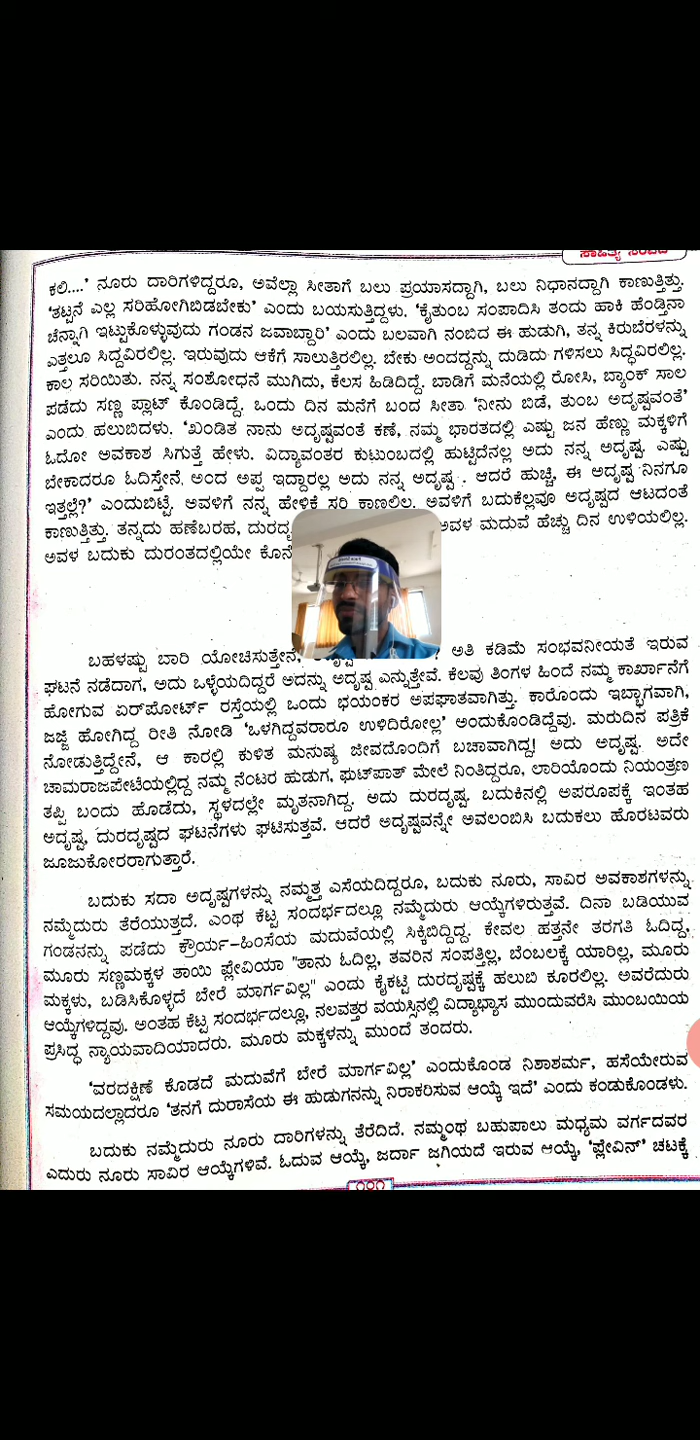 ಸಾಹಿತ್ಯ ಸಂಪದ
ಕಲಿ....' ನೂರು ದಾರಿಗಳಿದ್ದರೂ, ಅವೆಲ್ಲಾ ಸೀತಾಗೆ ಬಲು ಪ್ರಯಾಸದ್ದಾಗಿ, ಬಲು ನಿಧಾನದ್ದಾಗಿ ಕಾಣುತ್ತಿತ್ತು.
'ತಟ್ಟನೆ ಎಲ್ಲ ಸರಿಹೋಗಿಬಿಡಬೇಕು' ಎಂದು ಬಯಸುತ್ತಿದ್ದಳು. 'ಕೈತುಂಬ ಸಂಪಾದಿಸಿ ತಂದು ಹಾಕಿ ಹೆಂಡ್ತಿನಾ
ಚೆನ್ನಾಗಿ ಇಟ್ಟುಕೊಳ್ಳುವುದು ಗಂಡನ ಜವಾಬ್ದಾರಿ' ಎಂದು ಬಲವಾಗಿ ನಂಬಿದ ಈ ಹುಡುಗಿ, ತನ್ನ ಕಿರುಬೆರಳನ್ನು
ಎತ್ತಲೂ ಸಿದ್ದವಿರಲಿಲ್ಲ. ಇರುವುದು ಆಕೆಗೆ ಸಾಲುತ್ತಿರಲಿಲ್ಲ. ಬೇಕು ಅಂದದ್ದನ್ನು ದುಡಿದು ಗಳಿಸಲು ಸಿದ್ಧವಿರಲಿಲ್ಲ.
ಕಾಲ ಸರಿಯಿತು. ನನ್ನ ಸಂಶೋಧನೆ ಮುಗಿದು, ಕೆಲಸ ಹಿಡಿದಿದ್ದೆ. ಬಾಡಿಗೆ ಮನೆಯಲ್ಲಿ ರೋಸಿ, ಬ್ಯಾಂಕ್ ಸಾಲ
ಪಡೆದು ಸಣ್ಣ ಪ್ಲಾಟ್ ಕೊಂಡಿದ್ದೆ. ಒಂದು ದಿನ ಮನೆಗೆ ಬಂದ ಸೀತಾ 'ನೀನು ಬಿಡೆ, ತುಂಬ ಅದೃಷ್ಟವಂತೆ'
ಎಂದು ಹಲುಬಿದಳು. 'ಖಂಡಿತ ನಾನು ಅದೃಷ್ಟವಂತೆ ಕಣೆ, ನಮ್ಮ ಭಾರತದಲ್ಲಿ ಎಷ್ಟು ಜನ ಹೆಣ್ಣು ಮಕ್ಕಳಿಗೆ
ಓದೋ ಅವಕಾಶ ಸಿಗುತ್ತೆ ಹೇಳು. ವಿದ್ಯಾವಂತರ ಕುಟುಂಬದಲ್ಲಿ ಹುಟ್ಟಿದೆನಲ್ಲ ಅದು ನನ್ನ ಅದೃಷ್ಟ. ಎಷ್ಟು
ಬೇಕಾದರೂ ಓದಿಸ್ತೇನೆ ಅಂದ ಅಪ್ಪ ಇದ್ದಾರಲ್ಲ ಅದು ನನ್ನ ಅದೃಷ್ಟ. ಆದರೆ ಹುಚ್ಚಿ, ಈ ಅದೃಷ್ಟ ನಿನಗೂ
ಇತ್ತಲ್ಲೆ?' ಎಂದುಬಿಟ್ಟೆ. ಅವಳಿಗೆ ನನ್ನ ಹೇಳಿಕೆ ಸರಿ ಕಾಣಲಿಲ್ಲ. ಅವಳಿಗೆ ಬದುಕೆಲ್ಲವೂ ಅದೃಷ್ಟದ ಆಟದಂತೆ
ಕಾಣುತ್ತಿತ್ತು. ತನ್ನದು ಹಣೆಬರಹ, ಅವಳ ಮದುವೆ ಹೆಚ್ಚು ದಿನ ಉಳಿಯಲಿಲ್ಲ.
ಅವಳ ಬದುಕು ದುರಂತದಲ್ಲಿಯೇ
ಬಹಳಷ್ಟು ಬಾರಿ ಯೋಚಿಸುತ್ತೇನೆ, ಅತಿ ಕಡಿಮೆ ಸಂಭವನೀಯತೆ ಇರುವ
ಘಟನೆ ನಡೆದಾಗ, ಅದು ಒಳ್ಳೆಯದಿದ್ದರೆ ಅದನ್ನು ಅದೃಷ್ಟ ಎನ್ನುತ್ತೇವೆ. ಕೆಲವು ತಿಂಗಳ ಹಿಂದೆ ನಮ್ಮ ಕಾರ್ಖಾನೆಗೆ
ಹೋಗುವ ಏರ್‌ಪೋರ್ಟ್ ರಸ್ತೆಯಲ್ಲಿ ಒಂದು ಭಯಂಕರ ಅಪಘಾತವಾಗಿತ್ತು. ಕಾರೊಂದು ಇಬ್ಭಾಗವಾಗಿ,
ಜಜ್ಜಿ ಹೋಗಿದ್ದ ರೀತಿ ನೋಡಿ 'ಒಳಗಿದ್ದವರಾರೂ ಉಳಿದಿರೋಲ್ಲ' ಅಂದುಕೊಂಡಿದ್ದೆವು. ಮರುದಿನ ಪತ್ರಿಕೆ
ನೋಡುತ್ತಿದ್ದೇನೆ, ಆ ಕಾರಲ್ಲಿ ಕುಳಿತ ಮನುಷ್ಯ ಜೀವದೊಂದಿಗೆ ಬಚಾವಾಗಿದ್ದ! ಅದು ಅದೃಷ್ಟ. ಅದೇ
ಚಾಮರಾಜಪೇಟೆಯಲ್ಲಿದ್ದ ನಮ್ಮ ನೆಂಟರ ಹುಡುಗ, ಫುಟ್‌ಪಾತ್ ಮೇಲೆ ನಿಂತಿದ್ದರೂ, ಲಾರಿಯೊಂದು ನಿಯಂತ್ರಣ
ತಪ್ಪಿ ಬಂದು ಹೊಡೆದು, ಸ್ಥಳದಲ್ಲೇ ಮೃತನಾಗಿದ್ದ. ಅದು ದುರದೃಷ್ಟ. ಬದುಕಿನಲ್ಲಿ ಅಪರೂಪಕ್ಕೆ ಇಂತಹ
ಅದೃಷ್ಟ, ದುರದೃಷ್ಟದ ಘಟನೆಗಳು ಘಟಿಸುತ್ತವೆ. ಆದರೆ ಅದೃಷ್ಟವನ್ನೇ ಅವಲಂಬಿಸಿ ಬದುಕಲು ಹೊರಟವರು
ಜೂಜುಕೋರರಾಗುತ್ತಾರೆ.
ಬದುಕು ಸದಾ ಅದೃಷ್ಟಗಳನ್ನು ನಮ್ಮತ್ತ ಎಸೆಯದಿದ್ದರೂ, ಬದುಕು ನೂರು, ಸಾವಿರ ಅವಕಾಶಗಳನ್ನು
ನಮ್ಮೆದುರು ತೆರೆಯುತ್ತದೆ. ಎಂಥ ಕೆಟ್ಟ ಸಂದರ್ಭದಲ್ಲೂ ನಮ್ಮೆದುರು ಆಯ್ಕೆಗಳಿರುತ್ತವೆ. ದಿನಾ ಬಡಿಯುವ
ಗಂಡನನ್ನು ಪಡೆದು ಕ್ರೌರ್ಯ-ಹಿಂಸೆಯ ಮದುವೆಯಲ್ಲಿ ಸಿಕ್ಕಿಬಿದ್ದಿದ್ದ. ಕೇವಲ ಹತ್ತನೇ ತರಗತಿ ಓದಿದ್ದ,
ಮೂರು ಸಣ್ಣಮಕ್ಕಳ ತಾಯಿ ಫ್ಲೇವಿಯಾ "ತಾನು ಓದಿಲ್ಲ, ತವರಿನ ಸಂಪತ್ತಿಲ್ಲ, ಬೆಂಬಲಕ್ಕೆ ಯಾರಿಲ್ಲ, ಮೂರು
ಮಕ್ಕಳು, ಬಡಿಸಿಕೊಳ್ಳದೆ ಬೇರೆ ಮಾರ್ಗವಿಲ್ಲ" ಎಂದು ಕೈಕಟ್ಟಿ ದುರದೃಷ್ಟಕ್ಕೆ ಹಲುಬಿ ಕೂರಲಿಲ್ಲ. ಅವರೆದುರು
ಆಯ್ಕೆಗಳಿದ್ದವು. ಅಂತಹ ಕೆಟ್ಟ ಸಂದರ್ಭದಲ್ಲೂ, ನಲವತ್ತರ ವಯಸ್ಸಿನಲ್ಲಿ ವಿದ್ಯಾಭ್ಯಾಸ ಮುಂದುವರೆಸಿ ಮುಂಬಯಿಯ
ಪ್ರಸಿದ್ಧ ನ್ಯಾಯವಾದಿಯಾದರು. ಮೂರು ಮಕ್ಕಳನ್ನು ಮುಂದೆ ತಂದರು.
'ವರದಕ್ಷಿಣೆ ಕೊಡದೆ ಮದುವೆಗೆ ಬೇರೆ ಮಾರ್ಗವಿಲ್ಲ' ಎಂದುಕೊಂಡ ನಿಶಾಶರ್ಮ, ಹಸೆಯೇರುವ
ಸಮಯದಲ್ಲಾದರೂ 'ತನಗೆ ದುರಾಸೆಯ ಈ ಹುಡುಗನನ್ನು ನಿರಾಕರಿಸುವ ಆಯ್ಕೆ ಇದೆ' ಎಂದು ಕಂಡುಕೊಂಡಳು.
ಬದುಕು ನಮ್ಮೆದುರು ನೂರು ದಾರಿಗಳನ್ನು ತೆರೆದಿದೆ. ನಮ್ಮಂಥ ಬಹುಪಾಲು ಮಧ್ಯಮ ವರ್ಗದವರ
ಎದುರು ನೂರು ಸಾವಿರ ಆಯ್ಕೆಗಳಿವೆ. ಓದುವ ಆಯ್ಕೆ, ಜರ್ದಾ ಜಗಿಯದೆ ಇರುವ ಆಯ್ಕೆ, 'ಪ್ಲೇವಿನ್' ಚಟಕ್ಕೆ
೧೦೧